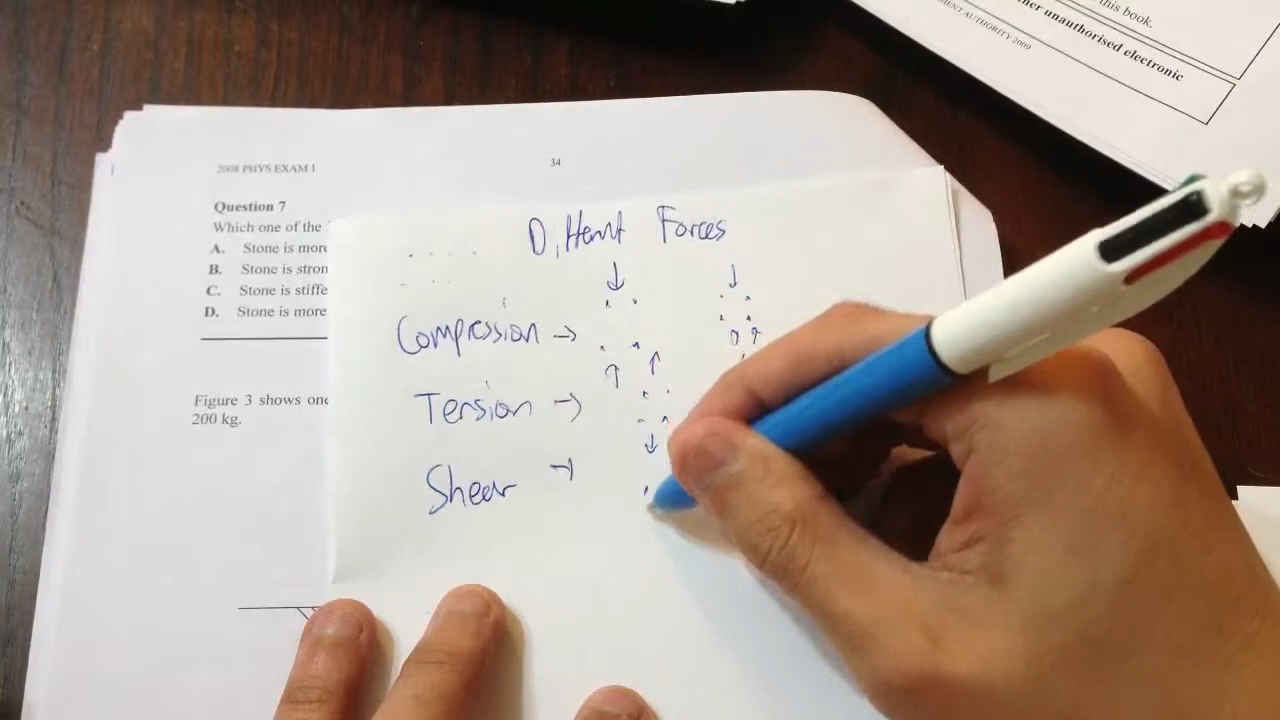 this book.
her unauthorised electronic
MENT AUTHORITY 2009
2008 PHYS EXAM 1
34
Question 7
Which one of the
A. Stone is more
B. Stone is stron
C. Stone is stiffe
D. Stone is more
Figure 3 shows one
200 kg.
Forces
Compression →
Tension →
Shear →